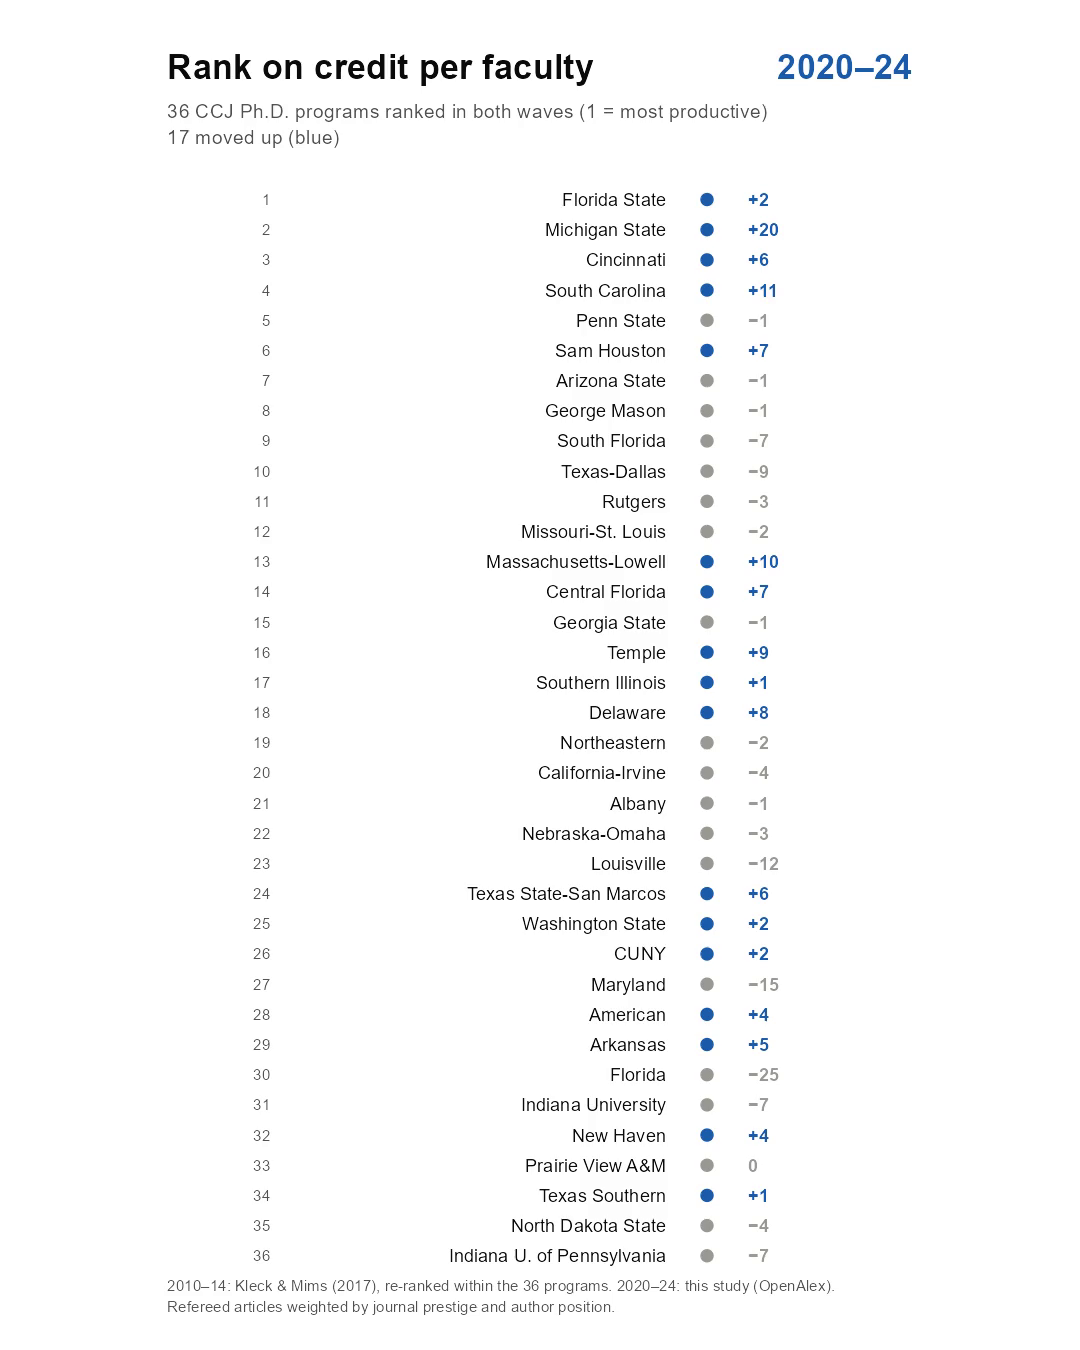 Rank on credit per faculty 2020–24
36 CCJ Ph.D. programs ranked in both waves (1 = most productive)
17 moved up (blue)
1 Florida State +2
2 Michigan State +20
3 Cincinnati +6
4 South Carolina +11
5 Penn State −1
6 Sam Houston +7
7 Arizona State −1
8 George Mason −1
9 South Florida −7
10 Texas-Dallas −9
11 Rutgers −3
12 Missouri-St. Louis −2
13 Massachusetts-Lowell +10
14 Central Florida +7
15 Georgia State −1
16 Temple +9
17 Southern Illinois +1
18 Delaware +8
19 Northeastern −2
20 California-Irvine −4
21 Albany −1
22 Nebraska-Omaha −3
23 Louisville −12
24 Texas State-San Marcos +6
25 Washington State +2
26 CUNY +2
27 Maryland −15
28 American +4
29 Arkansas +5
30 Florida −25
31 Indiana University −7
32 New Haven +4
33 Prairie View A&M 0
34 Texas Southern +1
35 North Dakota State −4
36 Indiana U. of Pennsylvania −7
2010–14: Kleck & Mims (2017), re-ranked within the 36 programs. 2020–24: this study (OpenAlex).
Refereed articles weighted by journal prestige and author position.